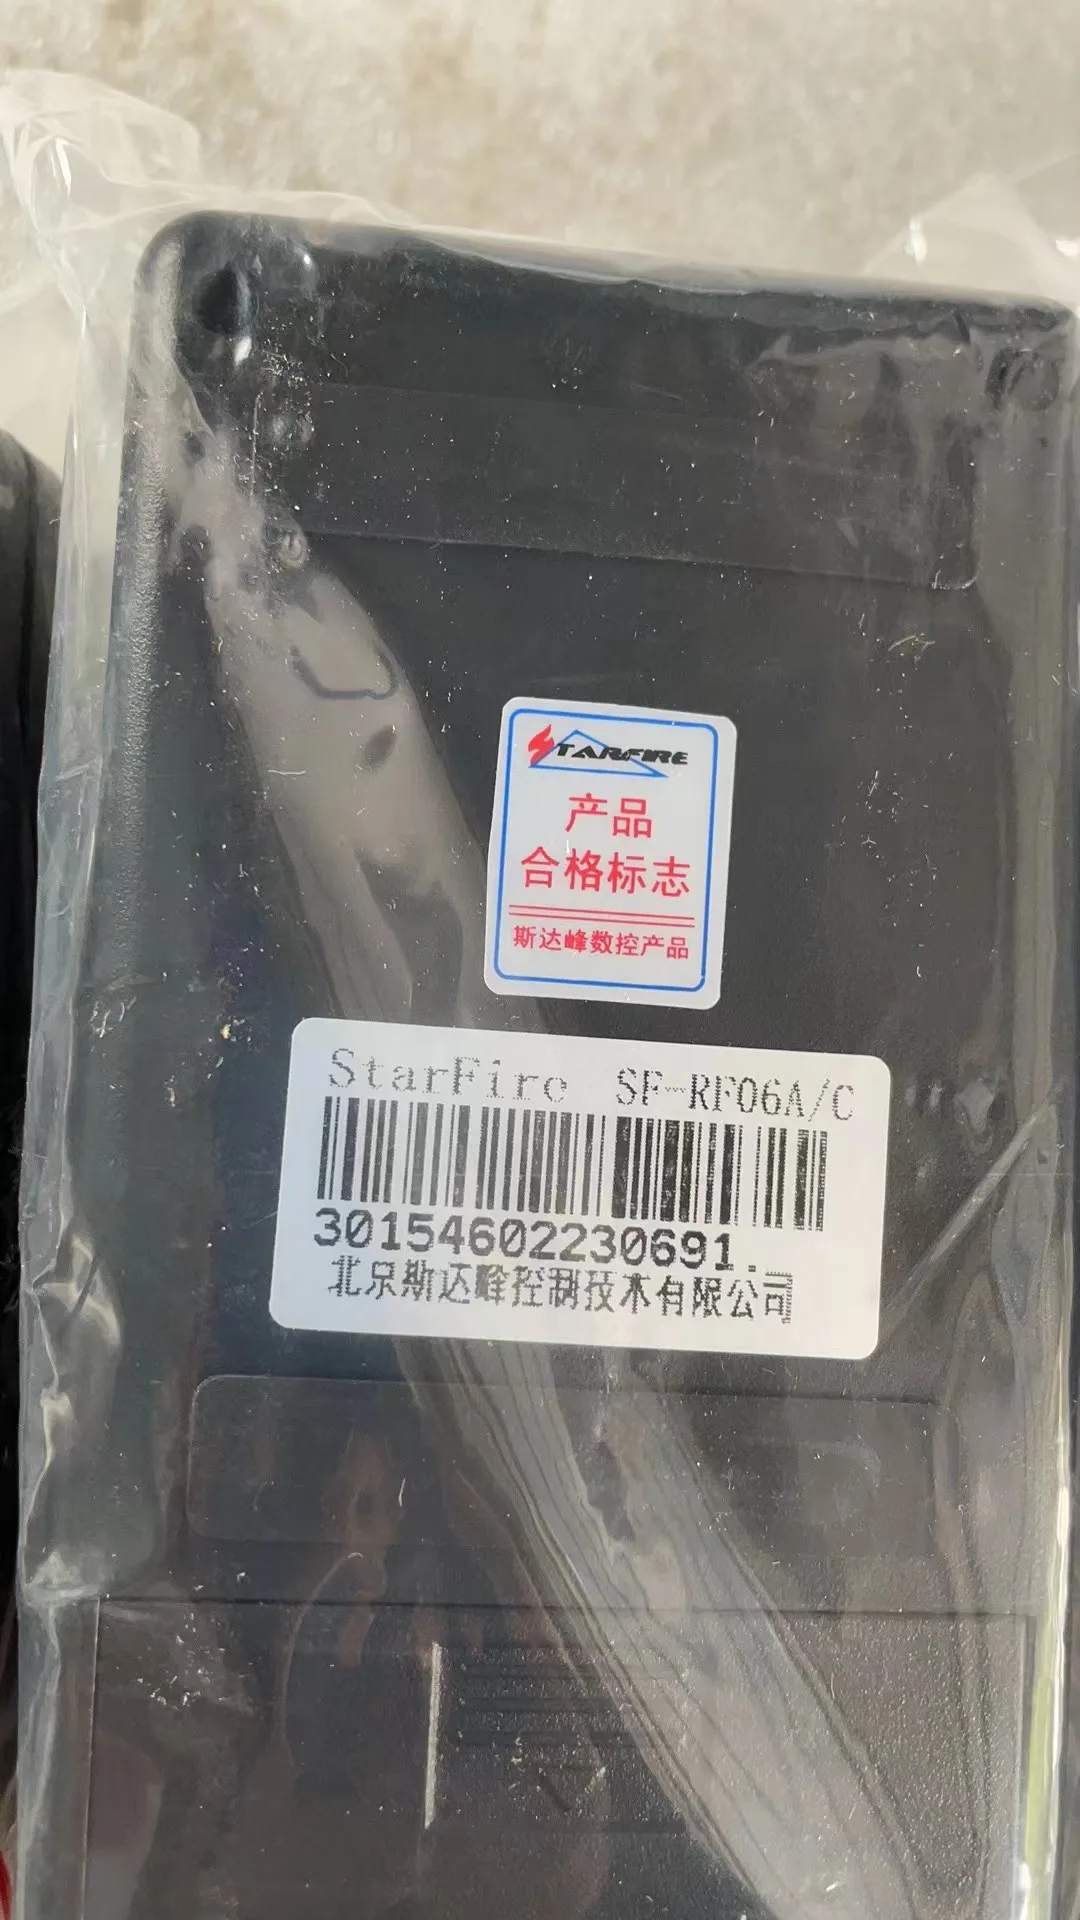 STARFIRE
产品
合格标志
斯达峰数控产品
StarFire SF-RF06A/C
301546022230691.
北京斯达峰控制技术有限公司